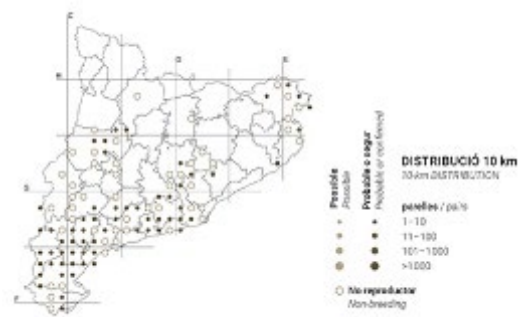 C
D
E
B
DISTRIBUCIÓ 10 km
10-km DISTRIBUTION
Possible
Possible
Probable o segur
Probable or confirmed
parelles / pairs
1–10
11–100
101–1000
>1000
No reproductor
Non-breeding
F